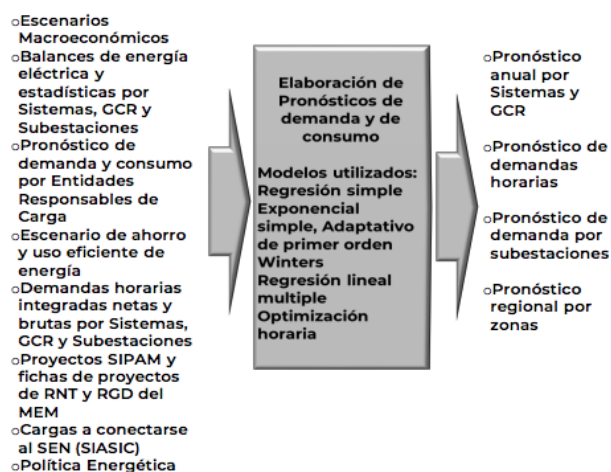 oEscenarios
Macroeconómicos
oBalances de energía
eléctrica y
estadísticas por
Sistemas, GCR y
Subestaciones
oPronóstico de
demanda y consumo
por Entidades
Responsables de
Carga
oEscenario de ahorro
y uso eficiente de
energía
oDemandas horarias
integradas netas y
brutas por Sistemas,
GCR y Subestaciones
oProyectos SIPAM y
fichas de proyectos
de RNT y RGD del
MEM
oCargas a conectarse
al SEN (SIASIC)
oPolítica Energética
Elaboración de
Pronósticos de
demanda y de
consumo
Modelos utilizados:
Regresión simple
Exponencial
simple, Adaptativo
de primer orden
Winters
Regresión lineal
multiple
Optimización
horaria
oPronóstico
anual por
Sistemas y
GCR
oPronóstico de
demandas
horarias
oPronóstico de
demanda por
subestaciones
oPronóstico
regional por
zonas